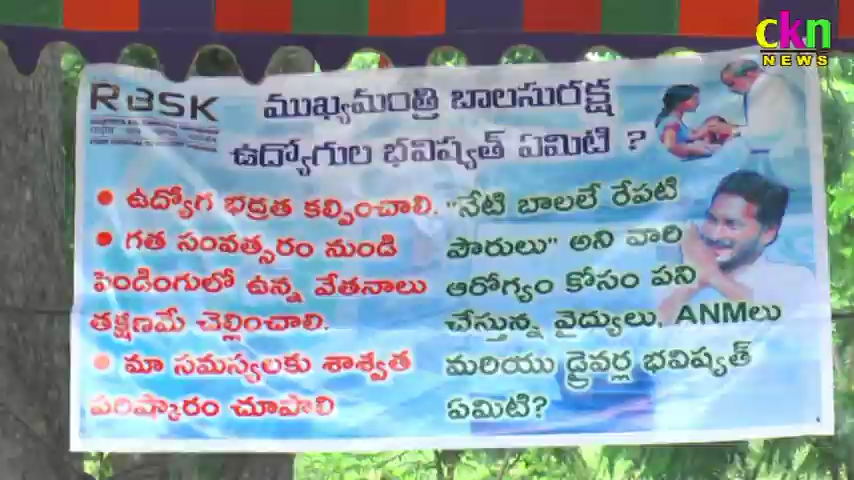 ckn
NEWS
RBSK
ముఖ్యమంత్రి బాలసురక్ష
ఉద్యోగుల భవిష్యత్ ఏమిటి ?
• ఉద్యోగ భద్రత కల్పించాలి.
• గత సంవత్సరం నుండి
పెండింగులో ఉన్న వేతనాలు
తక్షణమే చెల్లించాలి.
• మా సమస్యలకు శాశ్వత
పరిష్కారం చూపాలి
"నేటి బాలలే రేపటి
పౌరులు" అని వారి
ఆరోగ్యం కోసం పని
చేస్తున్న వైద్యులు, ANMలు
మరియు డ్రైవర్ల భవిష్యత్
ఏమిటి?